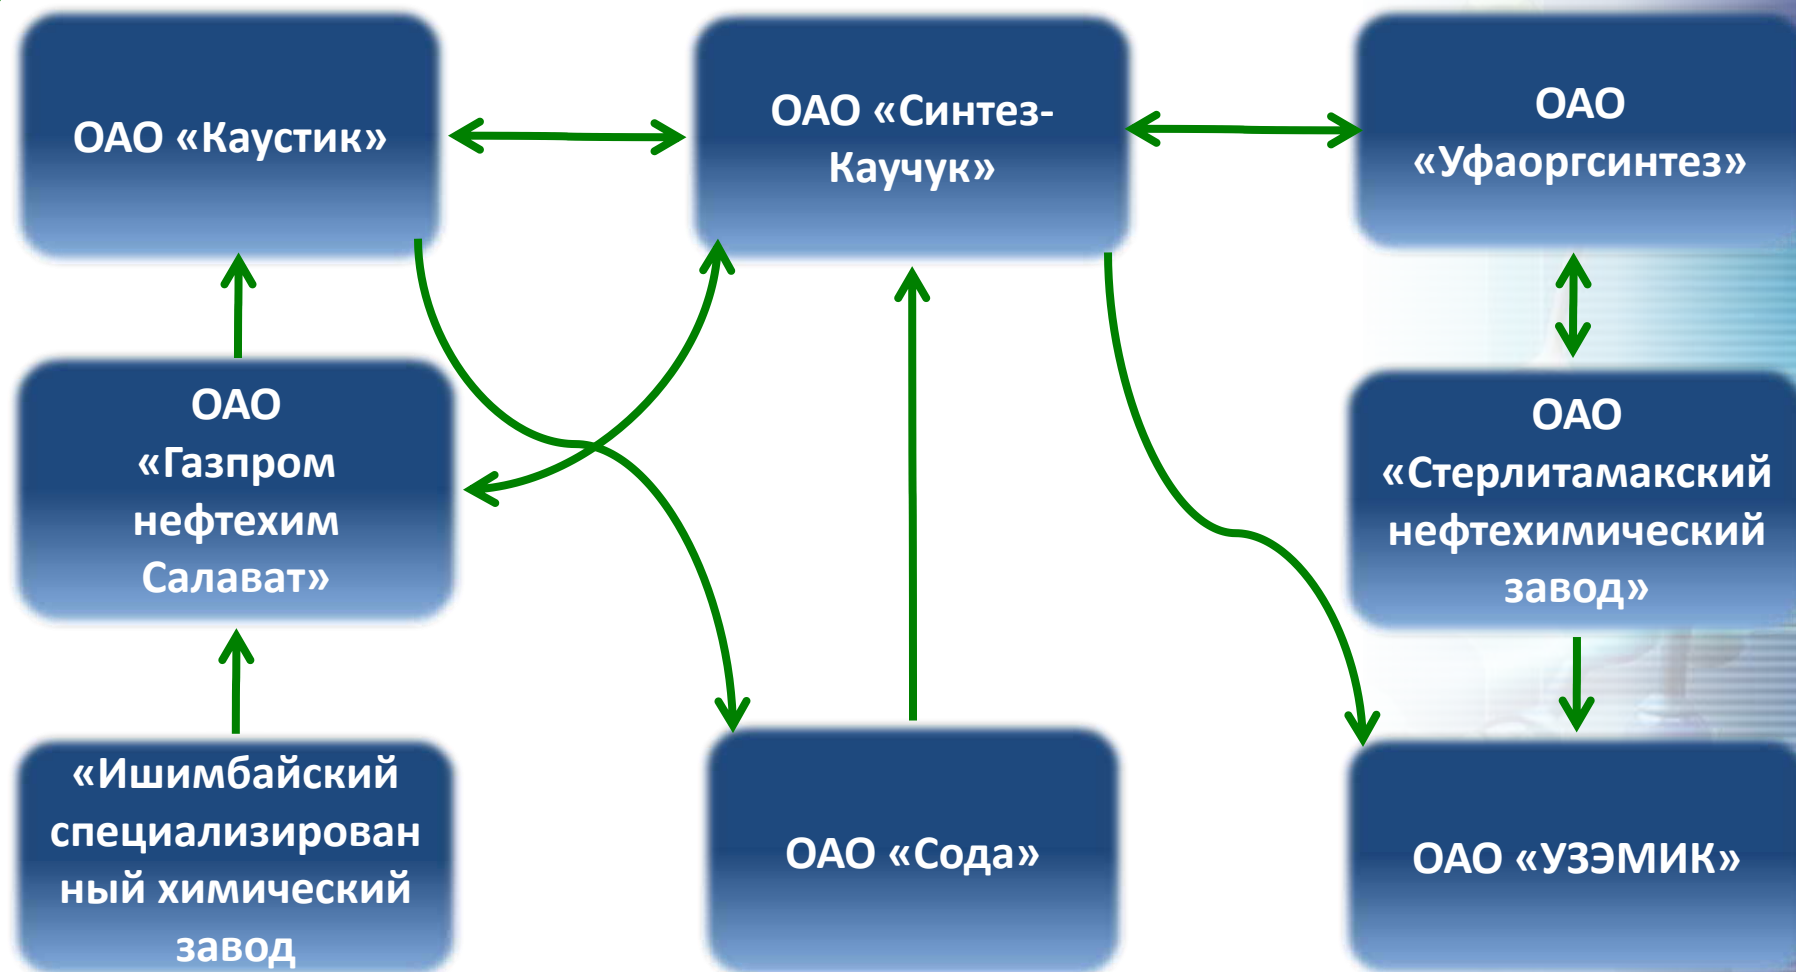 ОАО «Каустик»
ОАО «Синтез-
Каучук»
ОАО
«Уфаоргсинтез»
ОАО
«Газпром
нефтехим
Салават»
ОАО
«Стерлитамакский
нефтехимический
завод»
«Ишимбайский
специализирован
ный химический
завод
ОАО «Сода»
ОАО «УЗЭМИК»